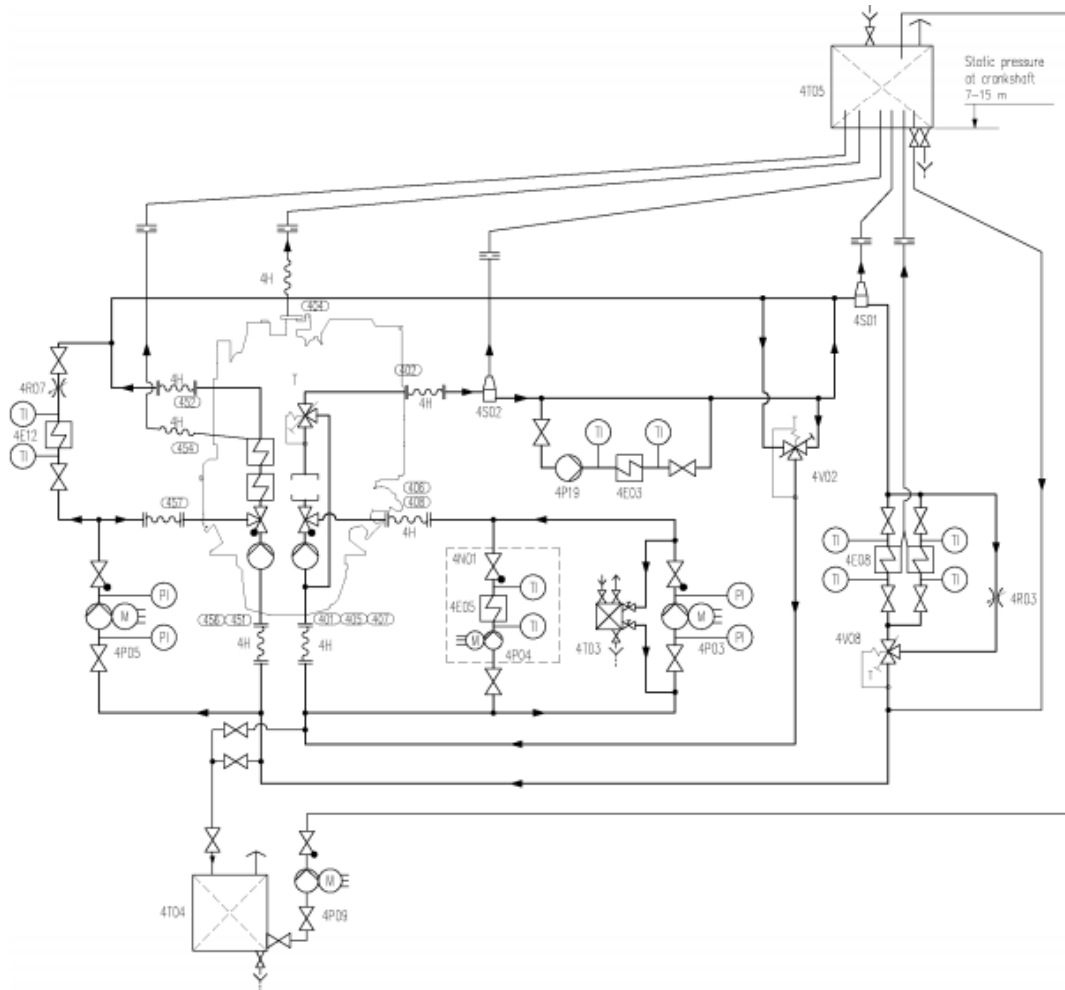 Static pressure
at crankshaft
7-15 m
4T05
4H
404
4S01
402
4R07
4H
452
T
4H
4S02
TI
4E12
TI
4H
454
TI
TI
4P19
4E03
4V02
406
408
457
4H
TI
4E08
TI
TI
TI
4R03
4N01
TI
4E05
TI
M
4P04
4T03
PI
M
PI
4P03
PI
M
PI
4P05
456
451
4H
401
405
407
4H
4V08
T
4T04
M
4P09